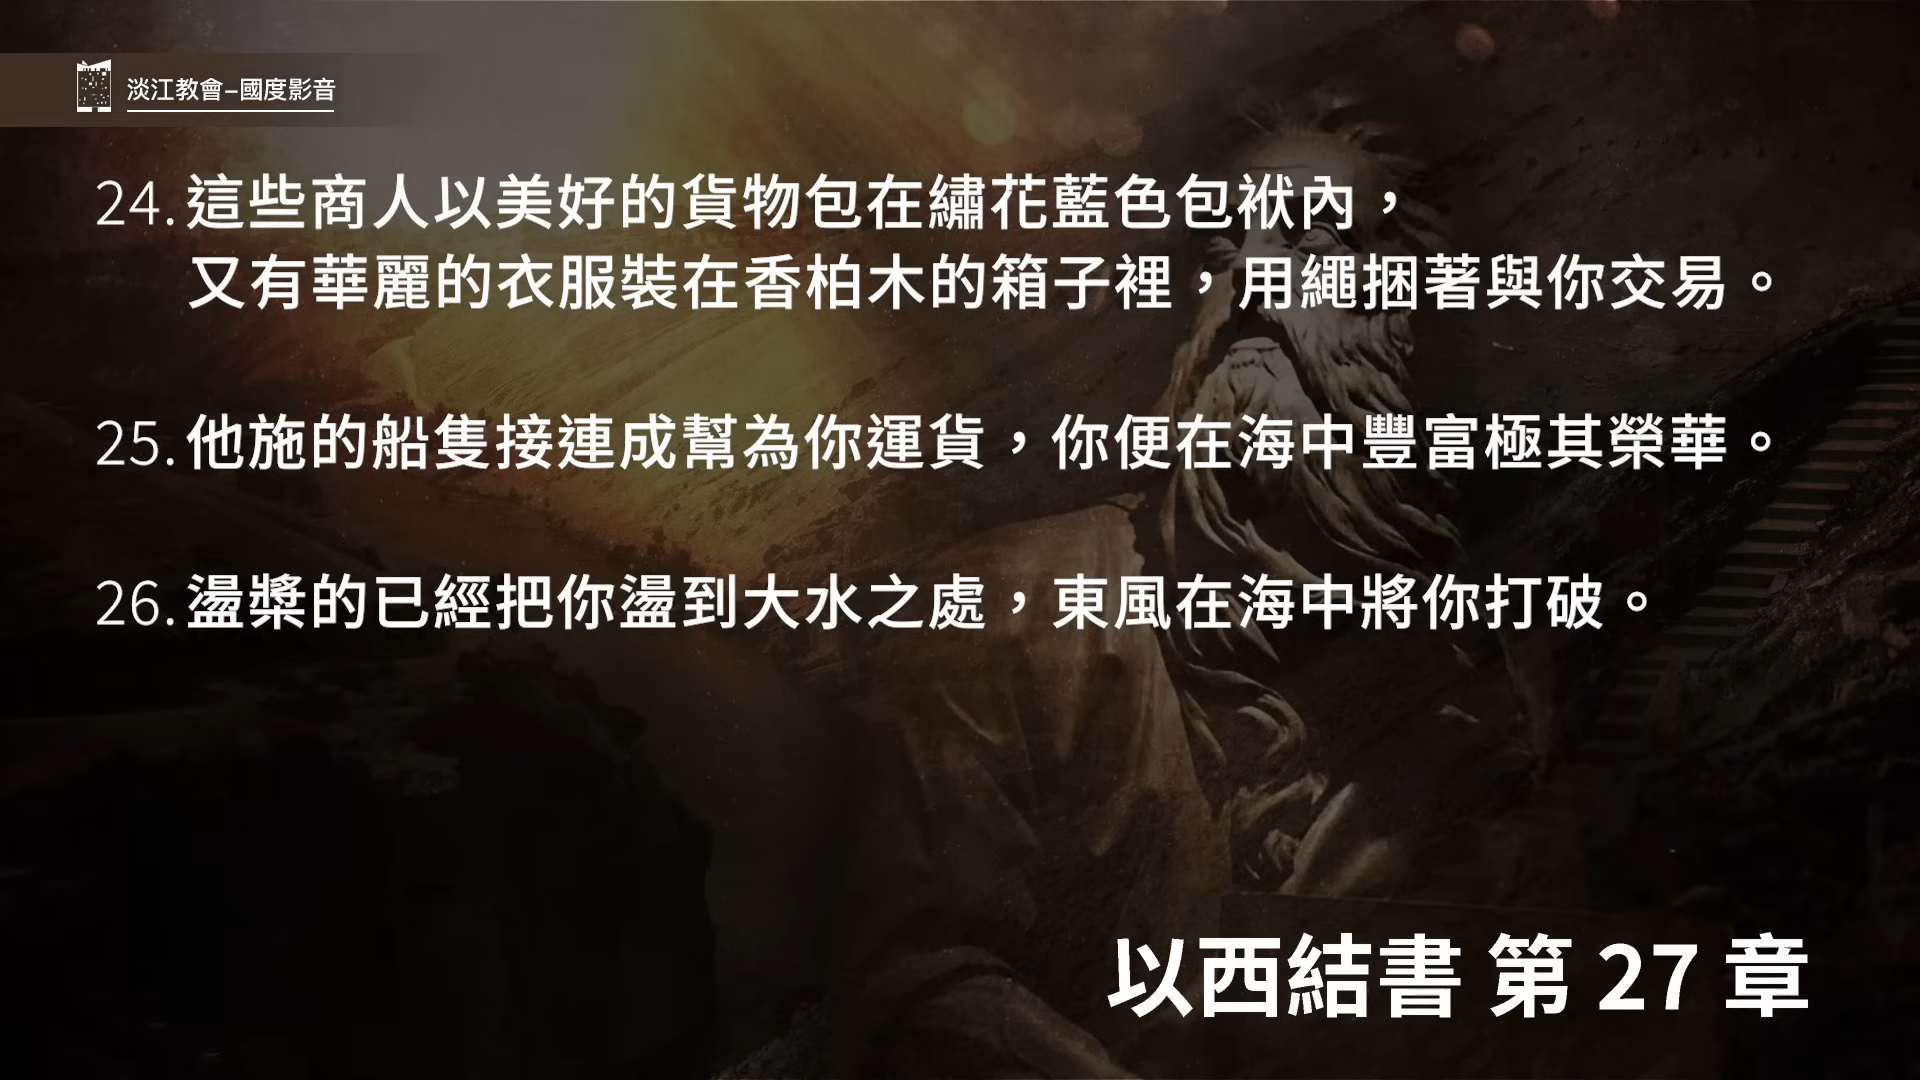 淡江教會–國度影音
24. 這些商人以美好的貨物包在繡花藍色包袱內，
又有華麗的衣服裝在香柏木的箱子裡，用繩捆著與你交易。
25. 他施的船隻接連成幫為你運貨，你便在海中豐富極其榮華。
26. 盪槳的已經把你盪到大水之處，東風在海中將你打破。
以西結書 第 27 章